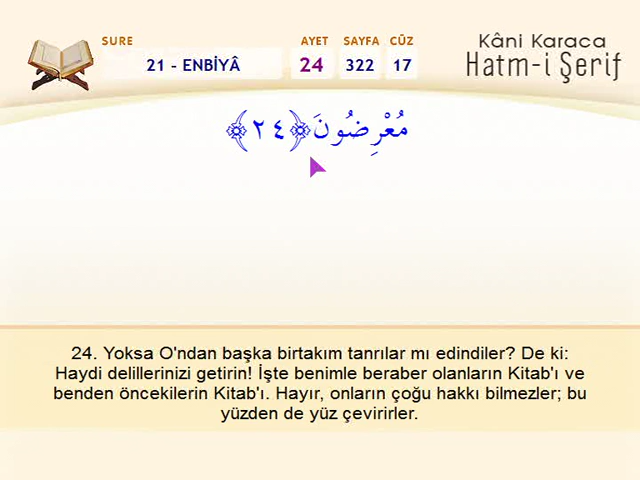 SURE AYET SAYFA CÜZ
21 - ENBİYÂ 24 322 17
Kâni Karaca
Hatm-i Şerif
مُعْرِضُونَ ﴿٢٤﴾
24. Yoksa O'ndan başka birtakım tanrılar mı edindiler? De ki:
Haydi delillerinizi getirin! İşte benimle beraber olanların Kitab'ı ve
benden öncekilerin Kitab'ı. Hayır, onların çoğu hakkı bilmezler; bu
yüzden de yüz çevirirler.